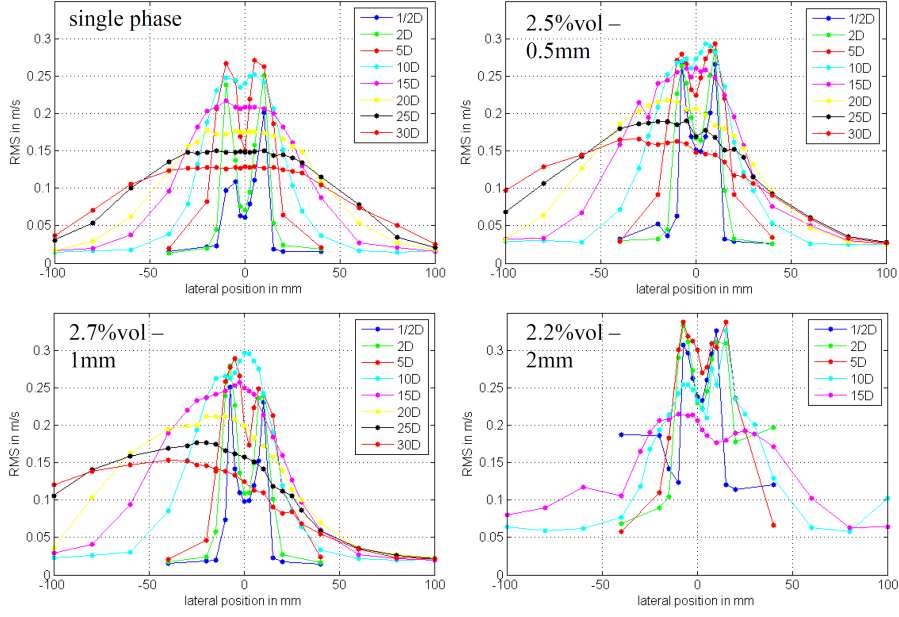 single phase
1/2D
2D
5D
10D
15D
20D
25D
30D
0.3
0.25
0.2
0.15
0.1
0.05
0
RMS in m/s
-100
-50
0
50
100
lateral position in mm
2.5%vol –
0.5mm
1/2D
2D
5D
10D
15D
20D
25D
30D
0.3
0.25
0.2
0.15
0.1
0.05
0
RMS in m/s
-100
-50
0
50
100
lateral position in mm
2.7%vol –
1mm
1/2D
2D
5D
10D
15D
20D
25D
30D
0.3
0.25
0.2
0.15
0.1
0.05
0
RMS in m/s
-100
-50
0
50
100
lateral position in mm
2.2%vol –
2mm
1/2D
2D
5D
10D
15D
0.3
0.25
0.2
0.15
0.1
0.05
0
RMS in m/s
-100
-50
0
50
100
lateral position in mm